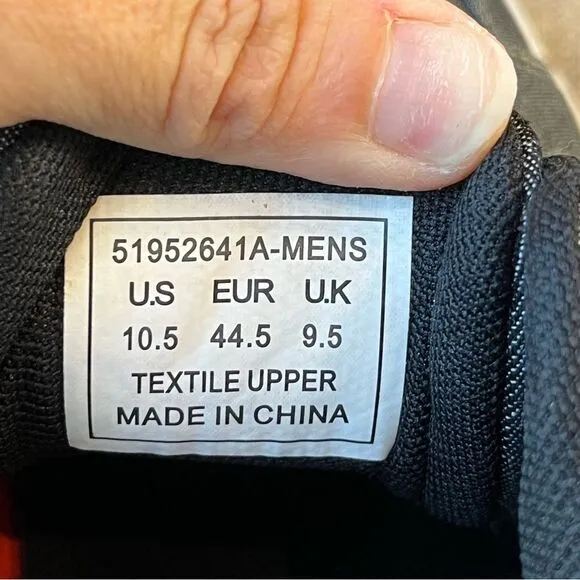 51952641A-MENS
U.S EUR U.K
10.5 44.5 9.5
TEXTILE UPPER
MADE IN CHINA